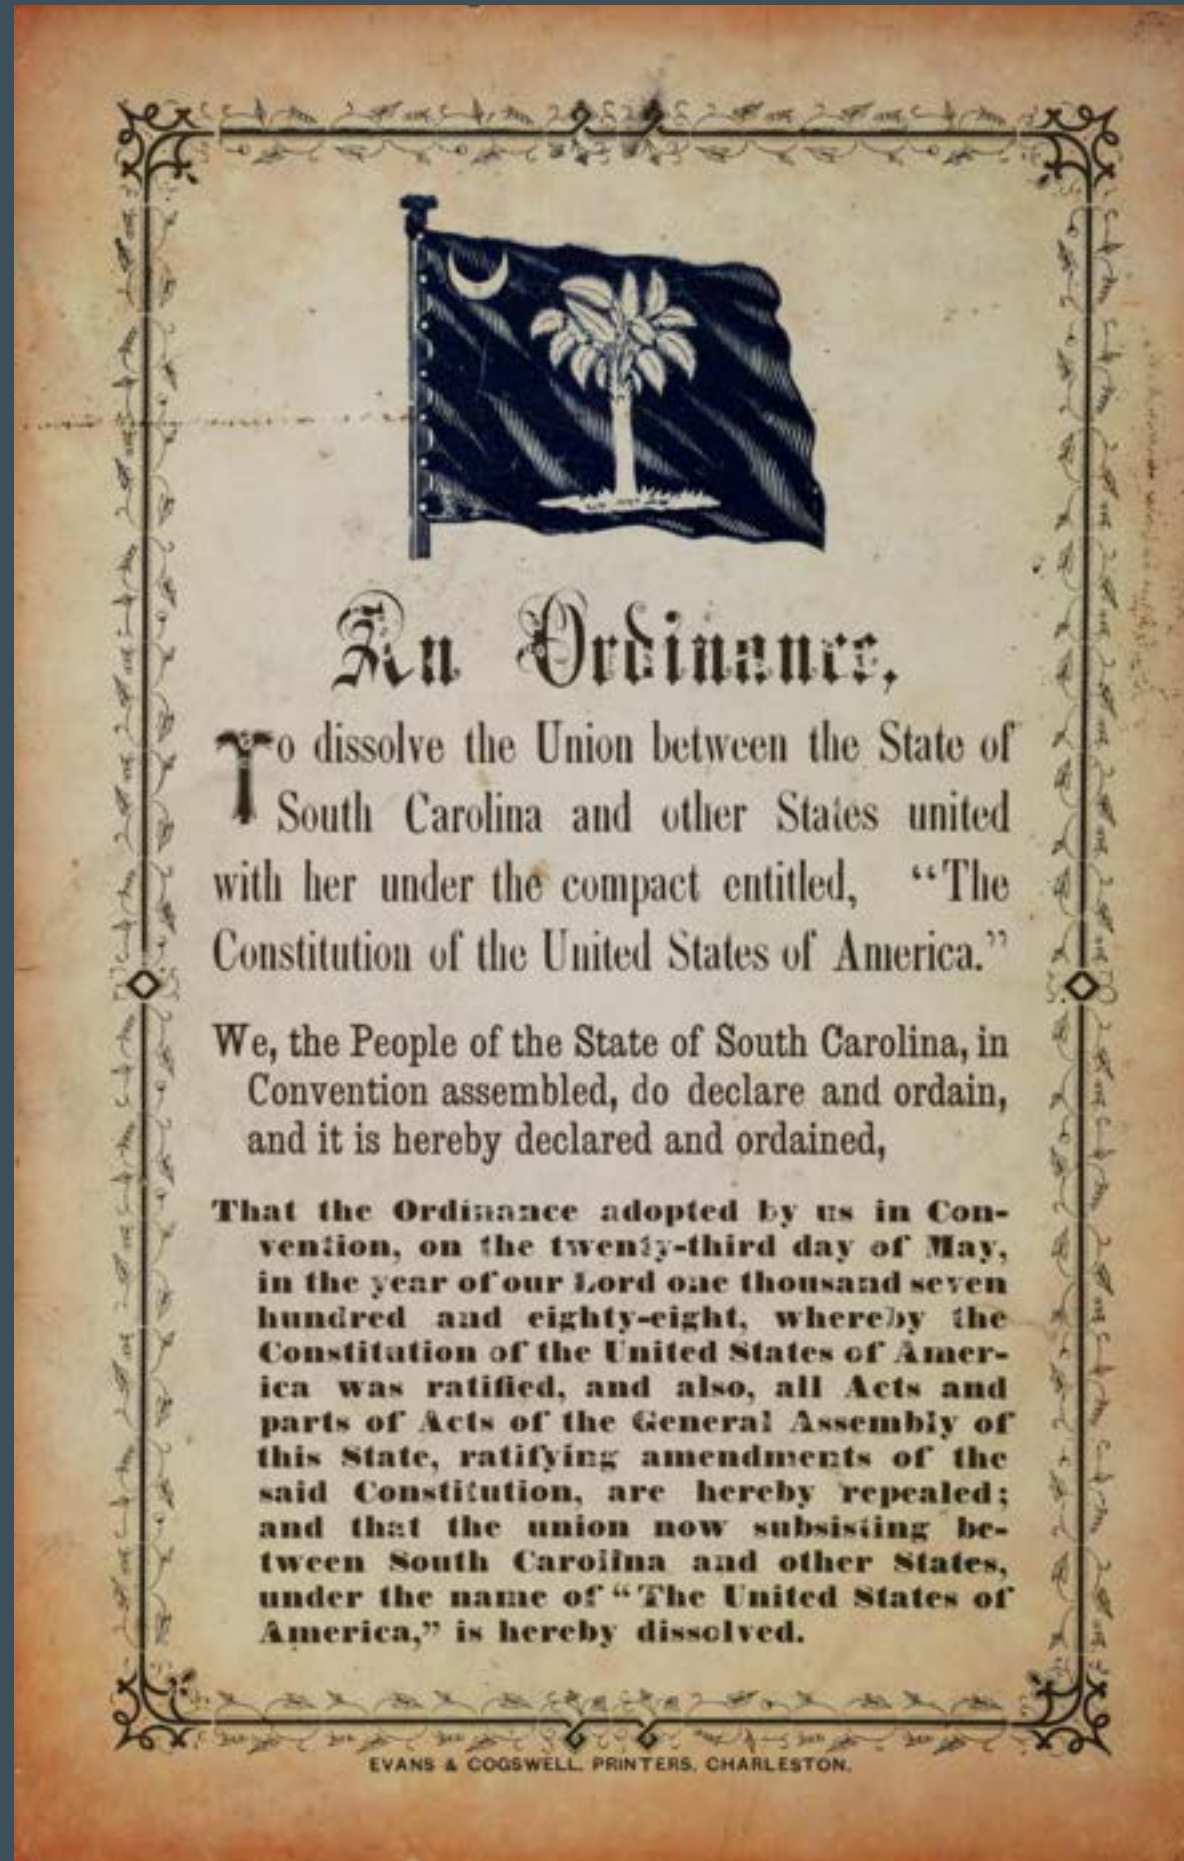 An Ordinance,
To dissolve the Union between the State of
South Carolina and other States united
with her under the compact entitled, “The
Constitution of the United States of America.”
We, the People of the State of South Carolina, in
Convention assembled, do declare and ordain,
and it is hereby declared and ordained,
That the Ordinance adopted by us in Con-
vention, on the twenty-third day of May,
in the year of our Lord one thousand seven
hundred and eighty-eight, whereby the
Constitution of the United States of Amer-
ica was ratified, and also, all Acts and
parts of Acts of the General Assembly of
this State, ratifying amendments of the
said Constitution, are hereby repealed;
and that the union now subsisting be-
tween South Carolina and other States,
under the name of “The United States of
America,” is hereby dissolved.
EVANS & COGSWELL, PRINTERS, CHARLESTON.